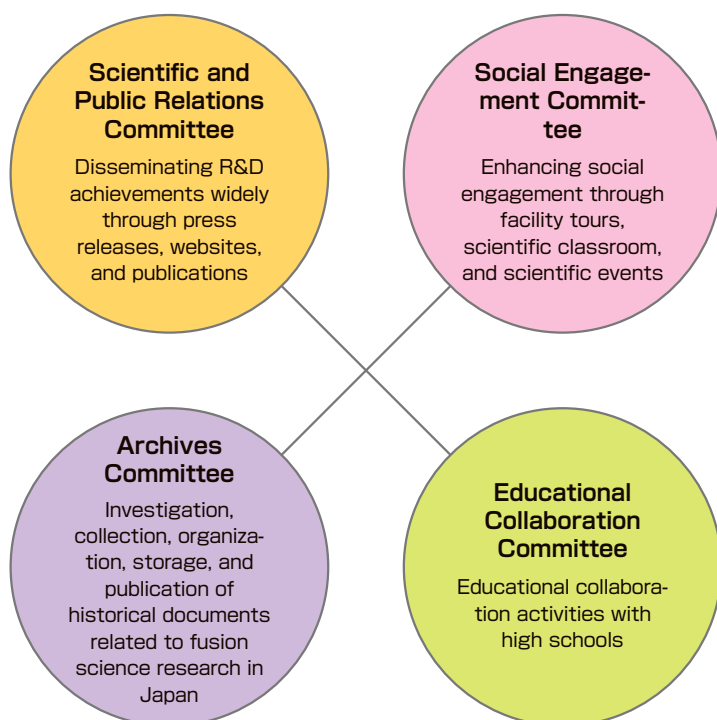 Scientific and
Public Relations
Committee
Disseminating R&D
achievements widely
through press
releases, websites,
and publications
Social Engage-
ment Commit-
tee
Enhancing social
engagement through
facility tours,
scientific classroom,
and scientific events
Archives
Committee
Investigation,
collection, organiza-
tion, storage, and
publication of
historical documents
related to fusion
science research in
Japan
Educational
Collaboration
Committee
Educational collabora-
tion activities with
high schools